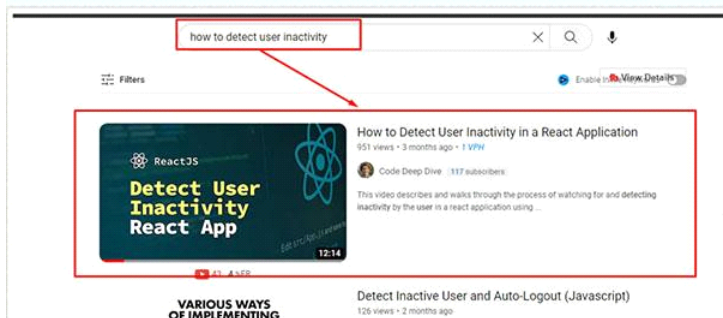 how to detect user inactivity
Filters
Enable
View Details
How to Detect User Inactivity in a React Application
951 views • 3 months ago • 1 VPH
ReactJS
Code Deep Dive 117 subscribers
Detect User
Inactivity
React App
This video describes and walks through the process of watching for and detecting
inactivity by the user in a react application using ...
12:14
Detect Inactive User and Auto-Logout (Javascript)
126 views • 2 months ago
VARIOUS WAYS
OF IMPLEMENTING